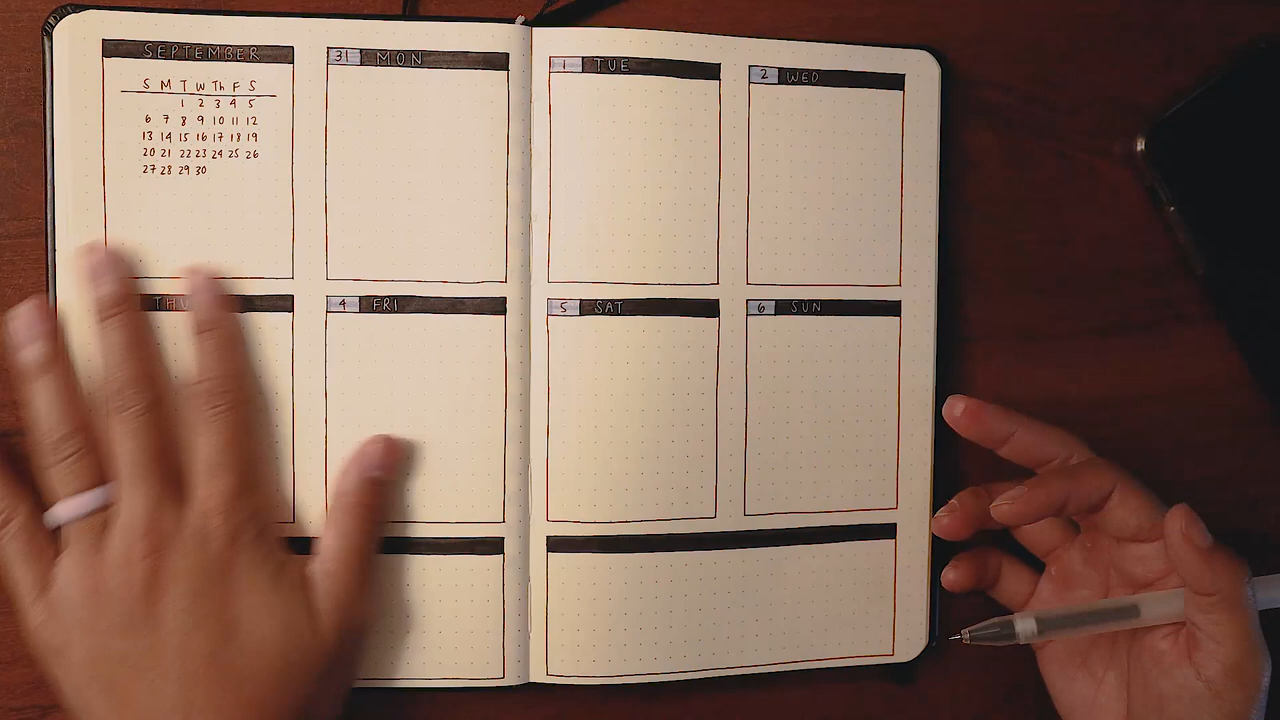 SEPTEMBER
S M T W Th F S
1 2 3 4 5
6 7 8 9 10 11 12
13 14 15 16 17 18 19
20 21 22 23 24 25 26
27 28 29 30
31 MON
1 TUE
2 WED
4 FRI
5 SAT
6 SUN